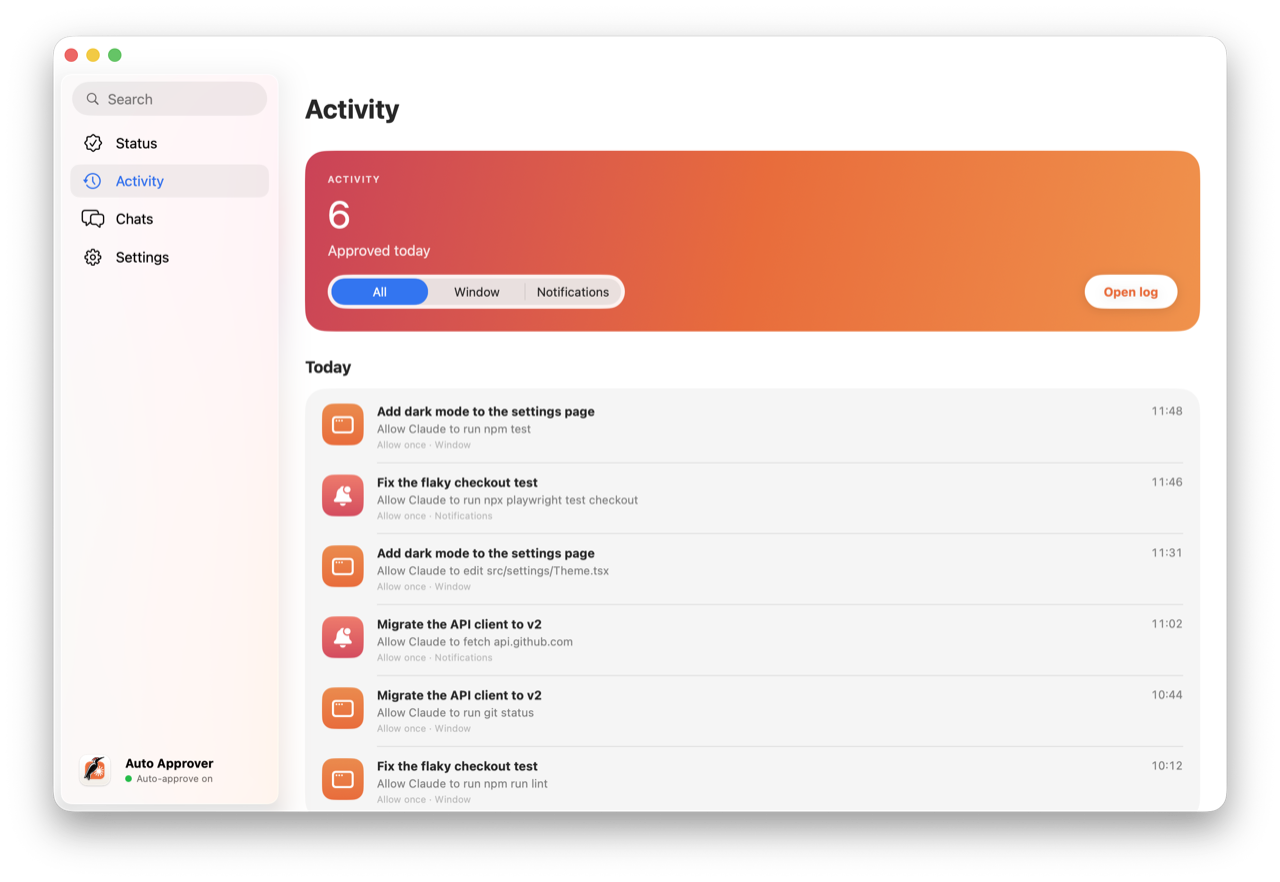 Search
Status
Activity
Chats
Settings
Auto Approver
Auto-approve on
Activity
ACTIVITY
6
Approved today
All Window Notifications
Open log
Today
Add dark mode to the settings page 11:48
Allow Claude to run npm test
Allow once · Window
Fix the flaky checkout test 11:46
Allow Claude to run npx playwright test checkout
Allow once · Notifications
Add dark mode to the settings page 11:31
Allow Claude to edit src/settings/Theme.tsx
Allow once · Window
Migrate the API client to v2 11:02
Allow Claude to fetch api.github.com
Allow once · Notifications
Migrate the API client to v2 10:44
Allow Claude to run git status
Allow once · Window
Fix the flaky checkout test 10:12
Allow Claude to run npm run lint
Allow once · Window